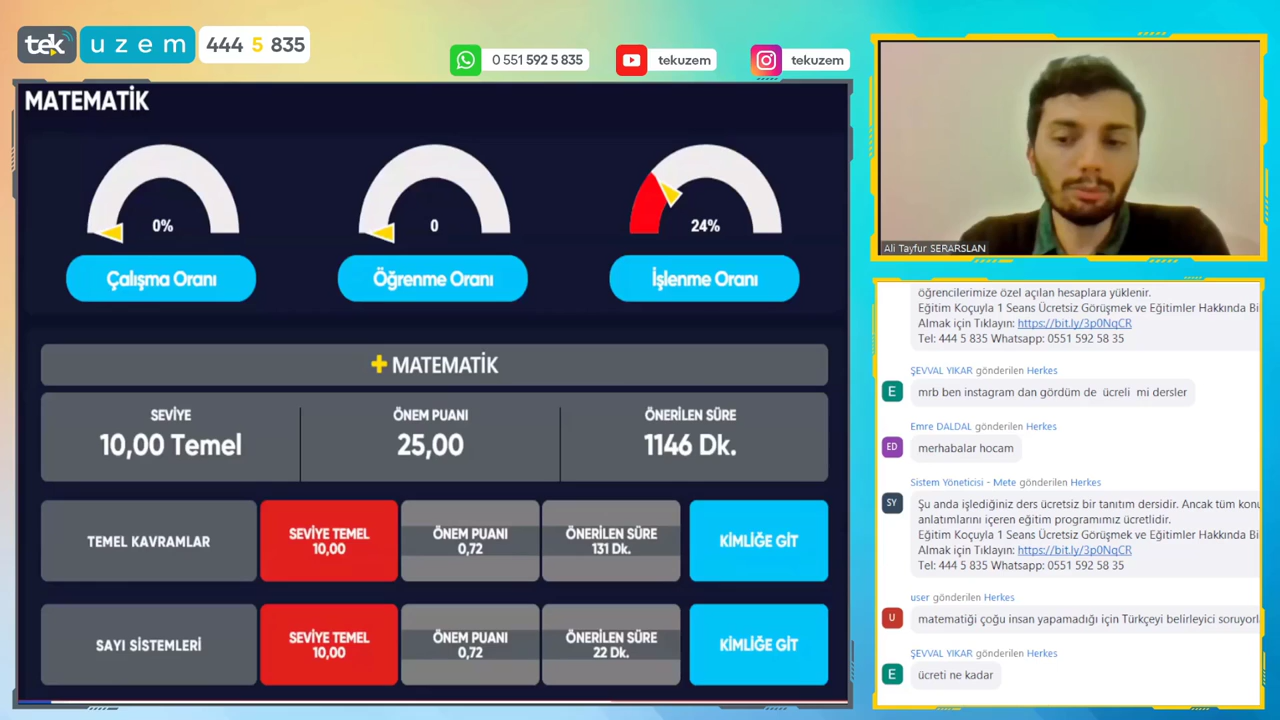 tek
uzem
444 5 835
0 551 592 5 835
tekuzem
tekuzem
MATEMATİK
0%
0
24%
Çalışma Oranı
Öğrenme Oranı
İşlenme Oranı
+ MATEMATİK
SEVİYE
10,00 Temel
ÖNEM PUANI
25,00
ÖNERİLEN SÜRE
1146 Dk.
TEMEL KAVRAMLAR
SEVİYE TEMEL
10,00
ÖNEM PUANI
0,72
ÖNERİLEN SÜRE
131 Dk.
KİMLİĞE GİT
SAYI SİSTEMLERİ
SEVİYE TEMEL
10,00
ÖNEM PUANI
0,72
ÖNERİLEN SÜRE
22 Dk.
KİMLİĞE GİT
Ali Tayfur SERARSLAN
öğrencilerimize özel açılan hesaplara yüklenir.
Eğitim Koçuyla 1 Seans Ücretsiz Görüşmek ve Eğitimler Hakkında Bi
Almak için Tıklayın: https://bit.ly/3p0NqCR
Tel: 444 5 835 Whatsapp: 0551 592 58 35
ŞEVVAL YIKAR gönderilen Herkes
E
mrb ben instagram dan gördüm de ücreli mi dersler
Emre DALDAL gönderilen Herkes
ED
merhabalar hocam
Sistem Yöneticisi - Mete gönderilen Herkes
SY
Şu anda işlediğiniz ders ücretsiz bir tanıtım dersidir. Ancak tüm konu
anlatımlarını içeren eğitim programımız ücretlidir.
Eğitim Koçuyla 1 Seans Ücretsiz Görüşmek ve Eğitimler Hakkında Bi
Almak için Tıklayın: https://bit.ly/3p0NqCR
Tel: 444 5 835 Whatsapp: 0551 592 58 35
user gönderilen Herkes
U
matematiği çoğu insan yapamadığı için Türkçeyi belirleyici soruyorla
ŞEVVAL YIKAR gönderilen Herkes
E
ücreti ne kadar